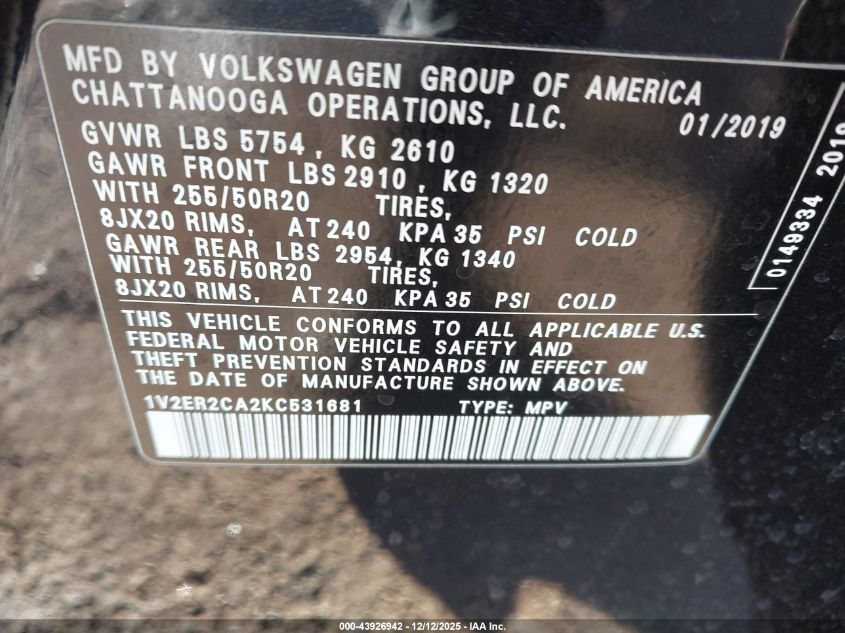 MFD BY VOLKSWAGEN GROUP OF AMERICA
CHATTANOOGA OPERATIONS, LLC.
01/2019
GVWR LBS 5754 , KG 2610
GAWR FRONT LBS 2910 , KG 1320
WITH 255/50R20 TIRES,
8JX20 RIMS, AT 240 KPA 35 PSI COLD
GAWR REAR LBS 2954, KG 1340
WITH 255/50R20 TIRES,
8JX20 RIMS, AT 240 KPA 35 PSI COLD
THIS VEHICLE CONFORMS TO ALL APPLICABLE U.S.
FEDERAL MOTOR VEHICLE SAFETY AND
THEFT PREVENTION STANDARDS IN EFFECT ON
THE DATE OF MANUFACTURE SHOWN ABOVE.
1V2ER2CA2KC531681 TYPE: MPV
0149334 2019
000-43926942 - 12/12/2025 - IAA Inc.